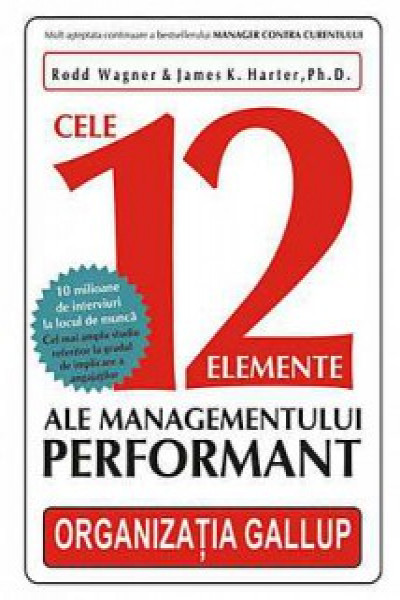 Mult așteptata continuare a bestsellerului MANAGER CONTRA CURENTULUI
Rodd Wagner & James K. Harter, Ph.D.
CELE
12
ELEMENTE
10 milioane
de interviuri
la locul de muncă
Cel mai amplu studiu
referitor la gradul
de implicare a
angajaților
ALE MANAGEMENTULUI
PERFORMANT
ORGANIZAȚIA GALLUP